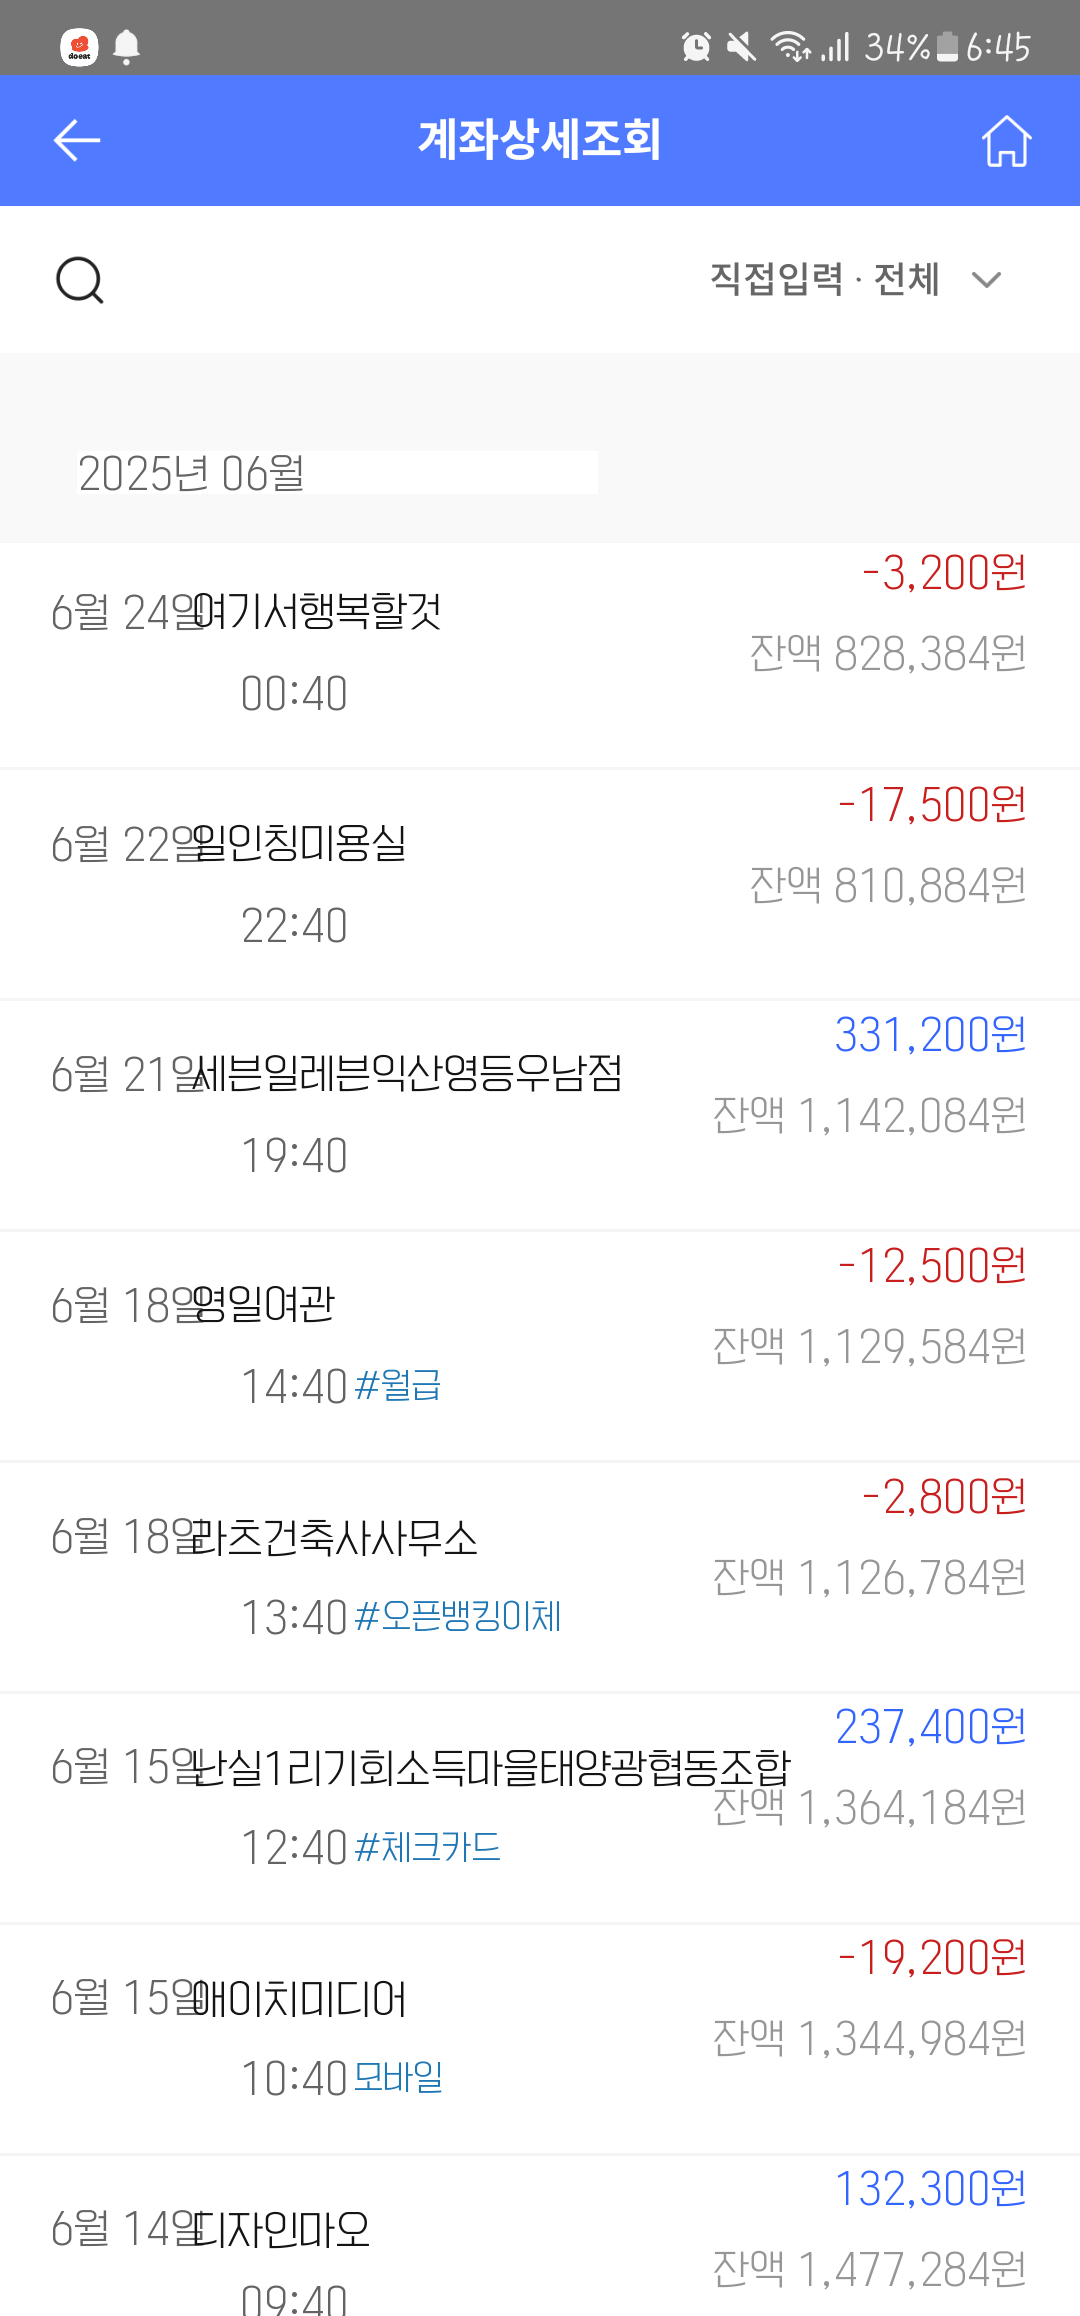 doeat
34% 6:45
계좌상세조회
직접입력 · 전체
2025년 06월
-3,200원
6월 24일 여기서행복할것
잔액 828,384원
00:40
-17,500원
6월 22일 일인칭미용실
잔액 810,884원
22:40
331,200원
6월 21일 세븐일레븐익산영등우남점
잔액 1,142,084원
19:40
-12,500원
6월 18일 영일여관
잔액 1,129,584원
14:40 #월급
-2,800원
6월 18일 라츠건축사사무소
잔액 1,126,784원
13:40 #오픈뱅킹이체
237,400원
6월 15일 난실1리기회소득마을태양광협동조합
잔액 1,364,184원
12:40 #체크카드
-19,200원
6월 15일 애이치미디어
잔액 1,344,984원
10:40 모바일
132,300원
6월 14일 디자인마오
잔액 1,477,284원
09:40